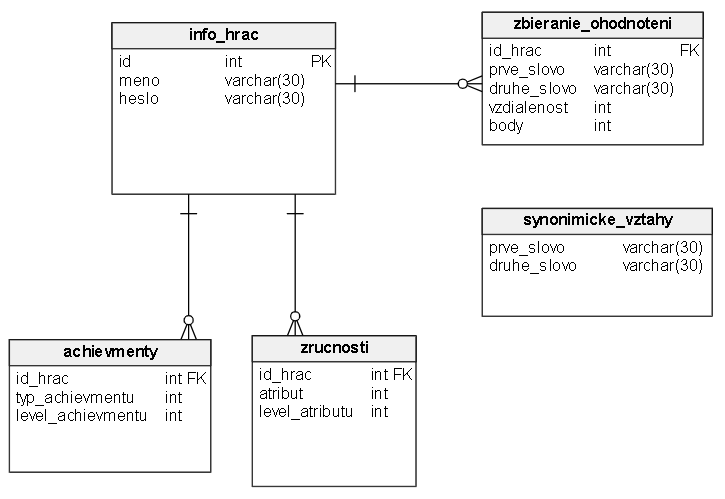 info_hrac
id int PK
meno varchar(30)
heslo varchar(30)
zbieranie_ohodnoteni
id_hrac int FK
prve_slovo varchar(30)
druhe_slovo varchar(30)
vzdialenost int
body int
synonimicke_vztahy
prve_slovo varchar(30)
druhe_slovo varchar(30)
achievmenty
id_hrac int FK
typ_achievmentu int
level_achievmentu int
zrucnosti
id_hrac int FK
atribut int
level_atributu int